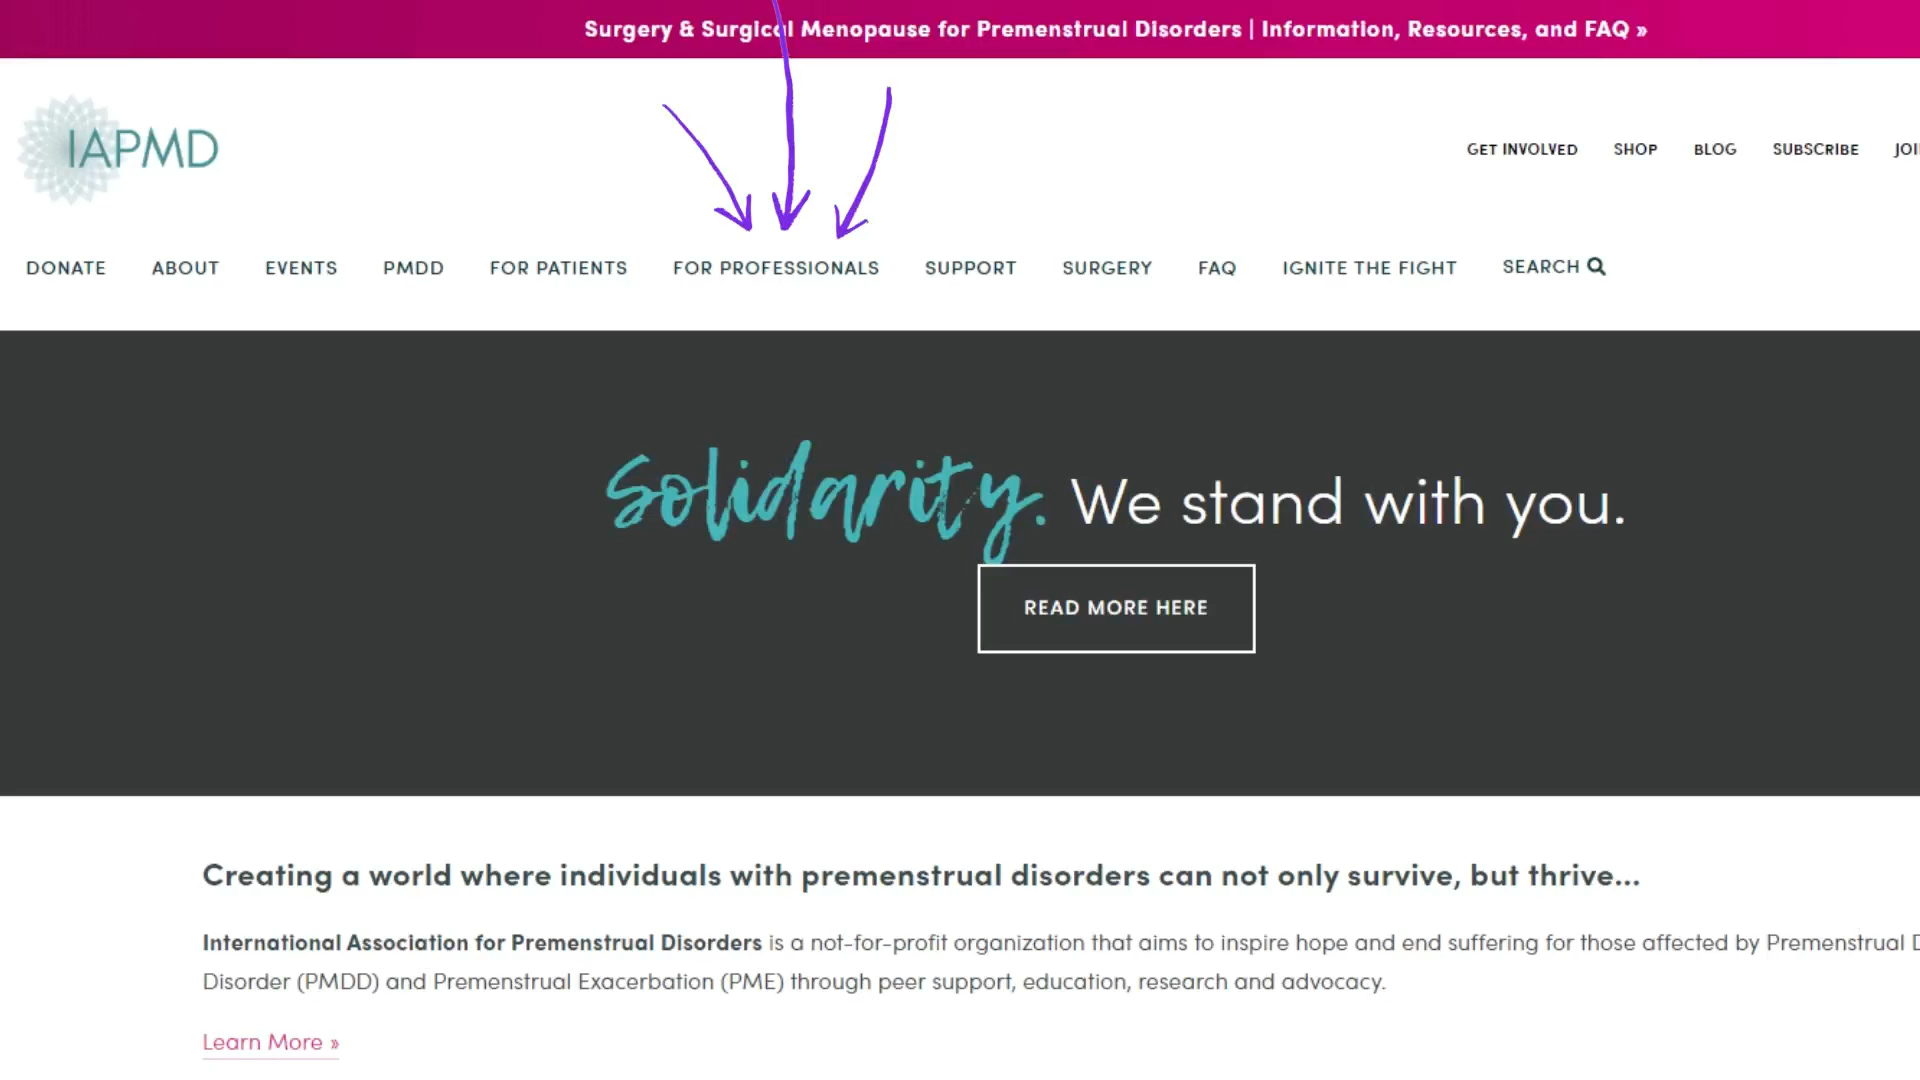 Surgery & Surgical Menopause for Premenstrual Disorders | Information, Resources, and FAQ »
IAPMD
GET INVOLVED SHOP BLOG SUBSCRIBE
DONATE ABOUT EVENTS PMDD FOR PATIENTS FOR PROFESSIONALS SUPPORT SURGERY FAQ IGNITE THE FIGHT SEARCH
Solidarity. We stand with you.
READ MORE HERE
Creating a world where individuals with premenstrual disorders can not only survive, but thrive...
International Association for Premenstrual Disorders is a not-for-profit organization that aims to inspire hope and end suffering for those affected by Premenstrual
Disorder (PMDD) and Premenstrual Exacerbation (PME) through peer support, education, research and advocacy.
Learn More »